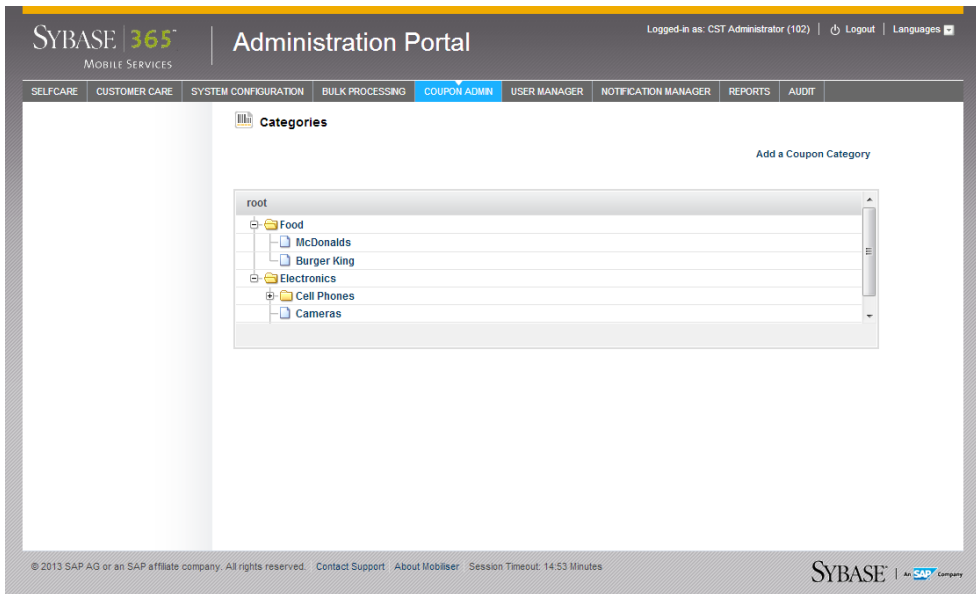 SYBASE 365
MOBILE SERVICES
Administration Portal
Logged-in as: CST Administrator (102) | Logout | Languages
SELFCARE CUSTOMER CARE SYSTEM CONFIGURATION BULK PROCESSING COUPON ADMIN USER MANAGER NOTIFICATION MANAGER REPORTS AUDIT
Categories
Add a Coupon Category
root
Food
McDonalds
Burger King
Electronics
Cell Phones
Cameras
© 2013 SAP AG or an SAP affiliate company. All rights reserved. Contact Support About Mobiliser Session Timeout: 14:53 Minutes
SYBASE | An SAP Company